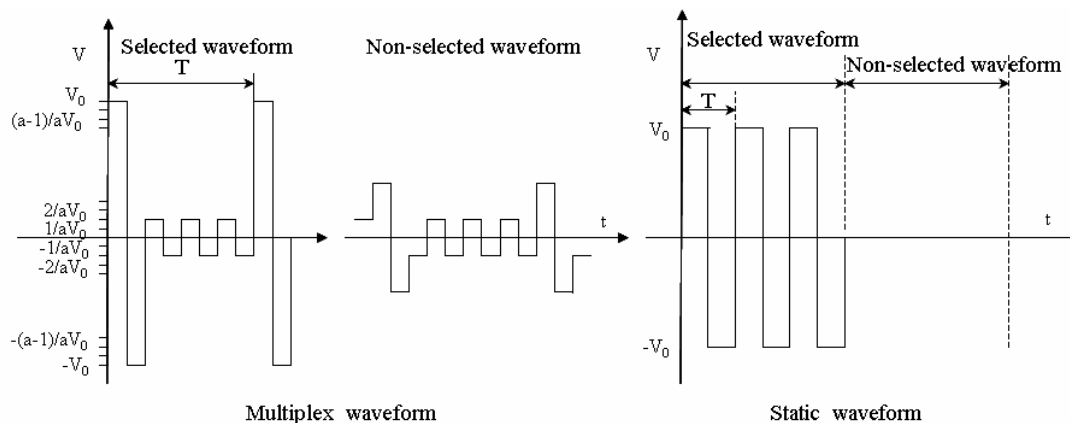 Selected waveform
V
T
V₀
(a-1)/aV₀
2/aV₀
1/aV₀
-1/aV₀
-2/aV₀
-(a-1)/aV₀
-V₀
Non-selected waveform
t
Multiplex waveform
Selected waveform
V
Non-selected waveform
T
V₀
t
-V₀
Static waveform